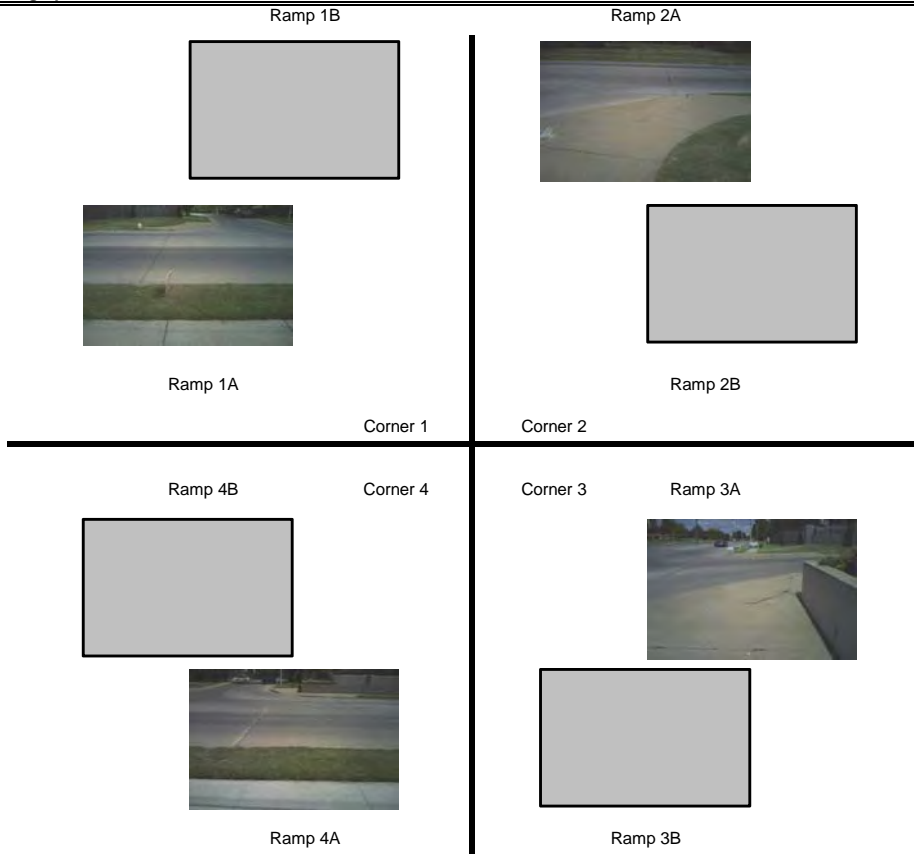 Ramp 1B Ramp 2A
Ramp 1A Ramp 2B
Corner 1 Corner 2
Ramp 4B Corner 4 Corner 3 Ramp 3A
Ramp 4A Ramp 3B